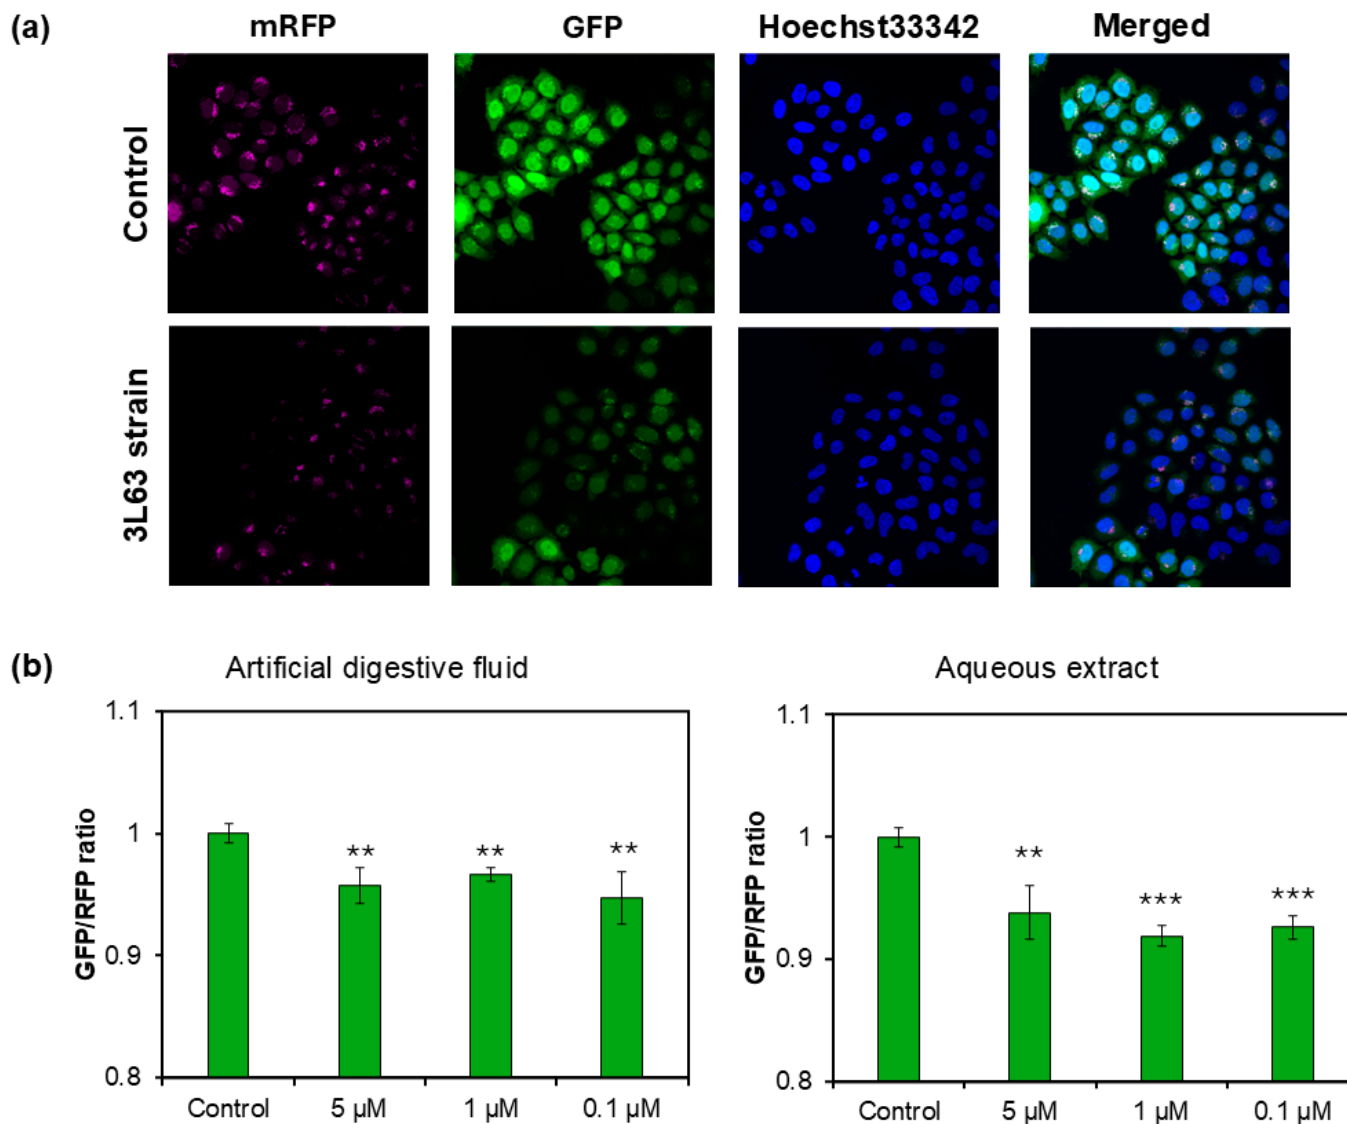 (a)
mRFP GFP Hoechst33342 Merged
Control
3L63 strain
(b)
Artificial digestive fluid
GFP/RFP ratio
1.1
1
0.9
0.8
** ** **
Control 5 µM 1 µM 0.1 µM
Aqueous extract
GFP/RFP ratio
1.1
1
0.9
0.8
** *** ***
Control 5 µM 1 µM 0.1 µM